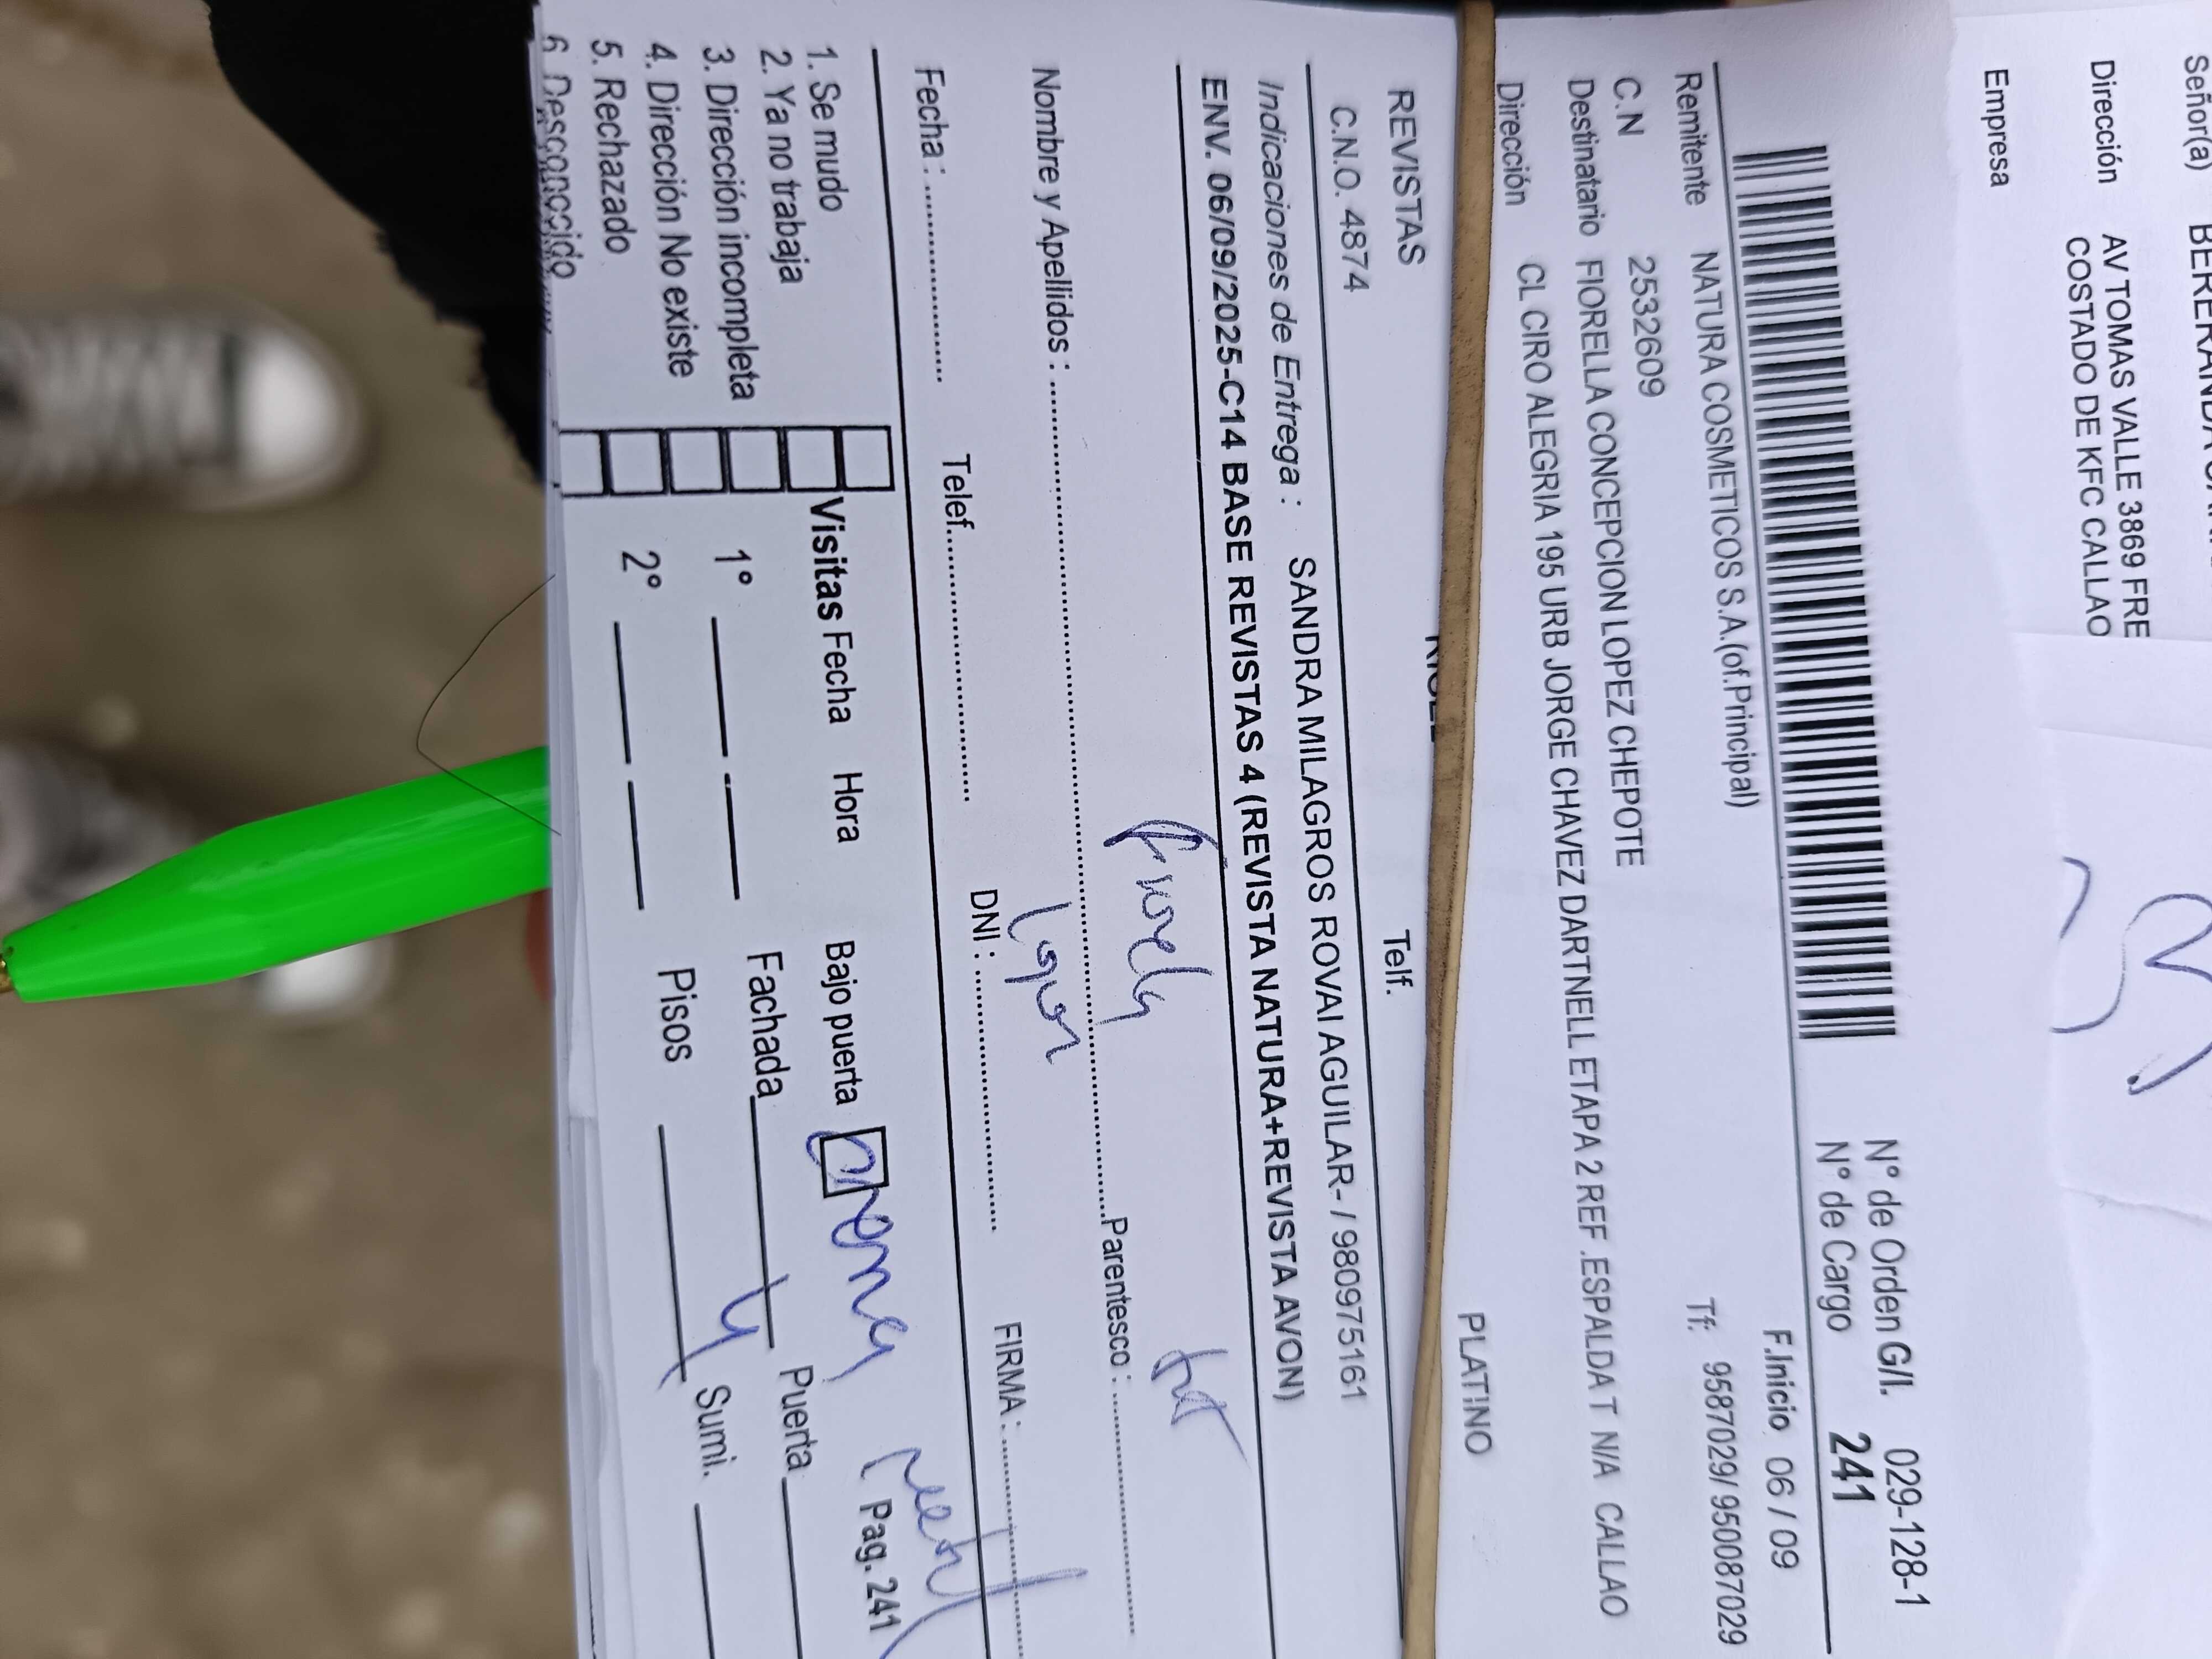 Señor(a)
Dirección AV TOMAS VALLE 3869 FRE
COSTADO DE KFC CALLAO
Empresa
N° de Orden G/I. 029-128-1
N° de Cargo 241
F.Inicio 06 / 09
Remitente NATURA COSMETICOS S.A.(of.Principal) Tf: 9587029/ 950087029
C.N 25332609
Destinatario FIORELLA CONCEPCION LOPEZ CHEPOTE
Dirección CL CIRO ALEGRIA 195 URB JORGE CHAVEZ DARTNELL ETAPA 2 REF .ESPALDA T N/A CALLAO
PLATINO
REVISTAS Telf.
C.N.O. 4874
Indicaciones de Entrega : SANDRA MILAGROS ROVAI AGUILAR- / 980975161
ENV. 06/09/2025-C14 BASE REVISTAS 4 (REVISTA NATURA+REVISTA AVON)
Nombre y Apellidos : Parentesco :
Fecha : Telef. DNI : FIRMA :
1. Se mudo
2. Ya no trabaja
3. Dirección incompleta
4. Dirección No existe
5. Rechazado
6. Desconocido
Visitas Fecha Hora
1°
2°
Bajo puerta
Fachada
Pisos
Puerta
Sumi.
Pag. 241